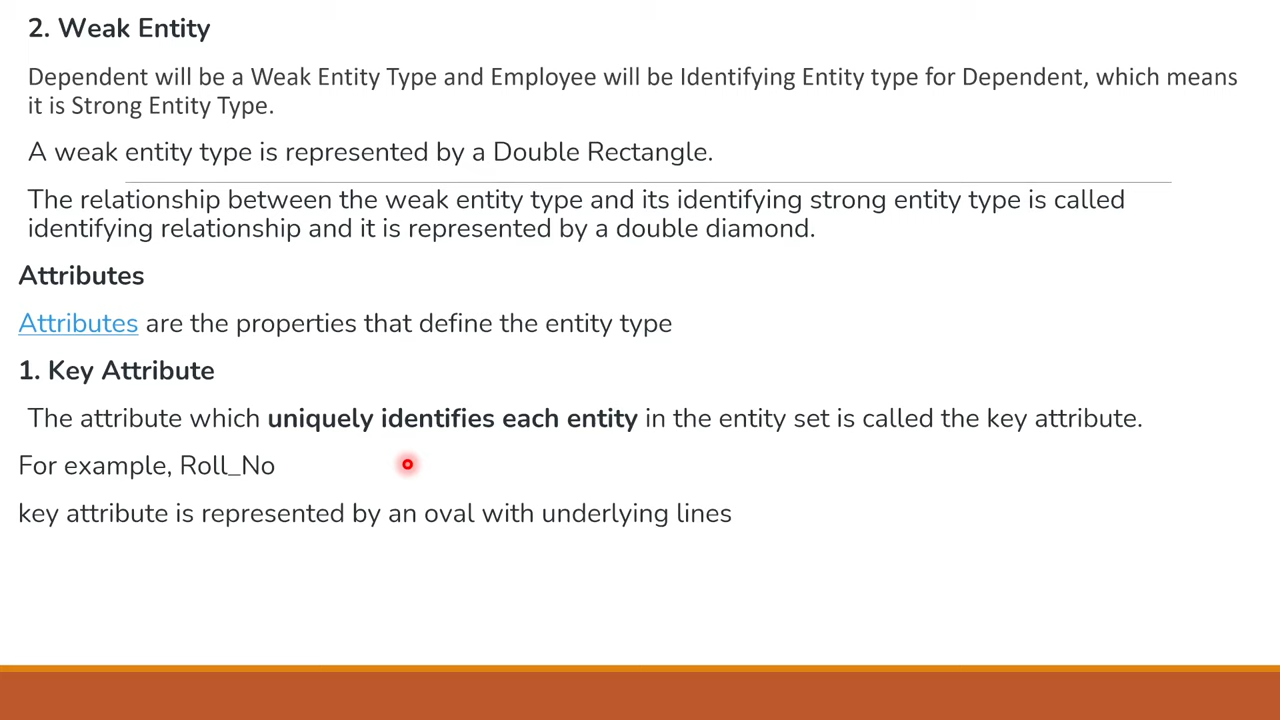 2. Weak Entity
Dependent will be a Weak Entity Type and Employee will be Identifying Entity type for Dependent, which means
it is Strong Entity Type.
A weak entity type is represented by a Double Rectangle.
The relationship between the weak entity type and its identifying strong entity type is called
identifying relationship and it is represented by a double diamond.
Attributes
Attributes are the properties that define the entity type
1. Key Attribute
The attribute which uniquely identifies each entity in the entity set is called the key attribute.
For example, Roll_No
key attribute is represented by an oval with underlying lines